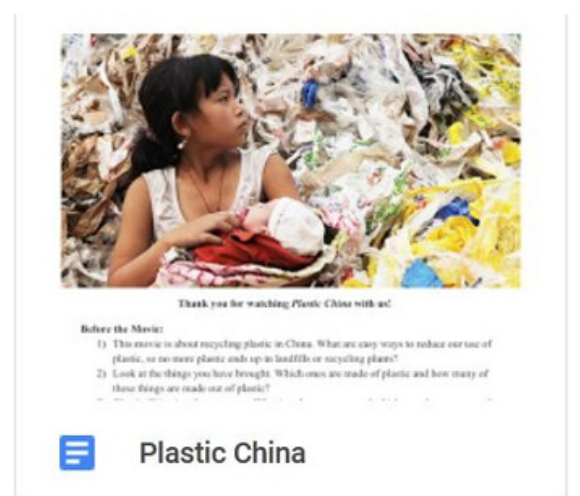 Thank you for watching Plastic China with us!
Before the Movie:
1) This movie is about recycling plastic in China. What are easy ways to reduce our use of
plastic, so no more plastic ends up in landfills or recycling plants?
2) Look at the things you have brought. Which ones are made of plastic and how many of
these things are made out of plastic?
Plastic China